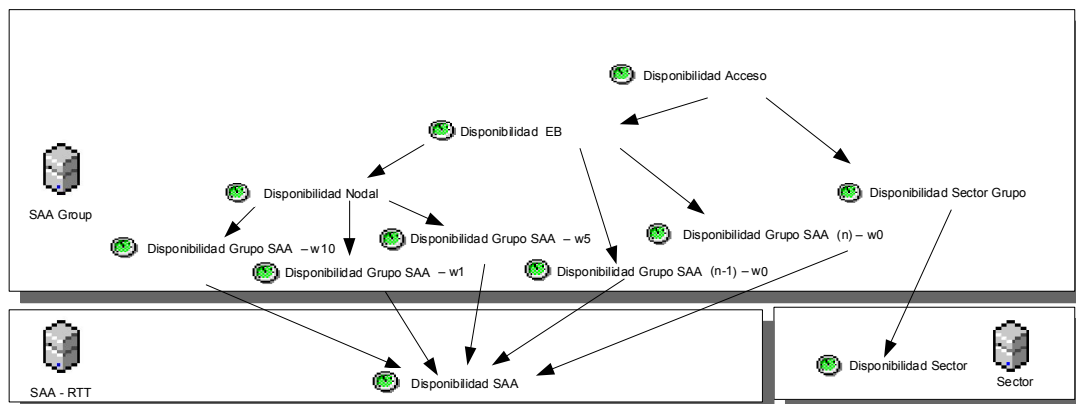 Disponibilidad Acceso
Disponibilidad EB
Disponibilidad Nodal
Disponibilidad Sector Grupo
SAA Group
Disponibilidad Grupo SAA – w10
Disponibilidad Grupo SAA – w5
Disponibilidad Grupo SAA (n) – w0
Disponibilidad Grupo SAA – w1
Disponibilidad Grupo SAA (n-1) – w0
Disponibilidad SAA
SAA - RTT
Disponibilidad Sector
Sector